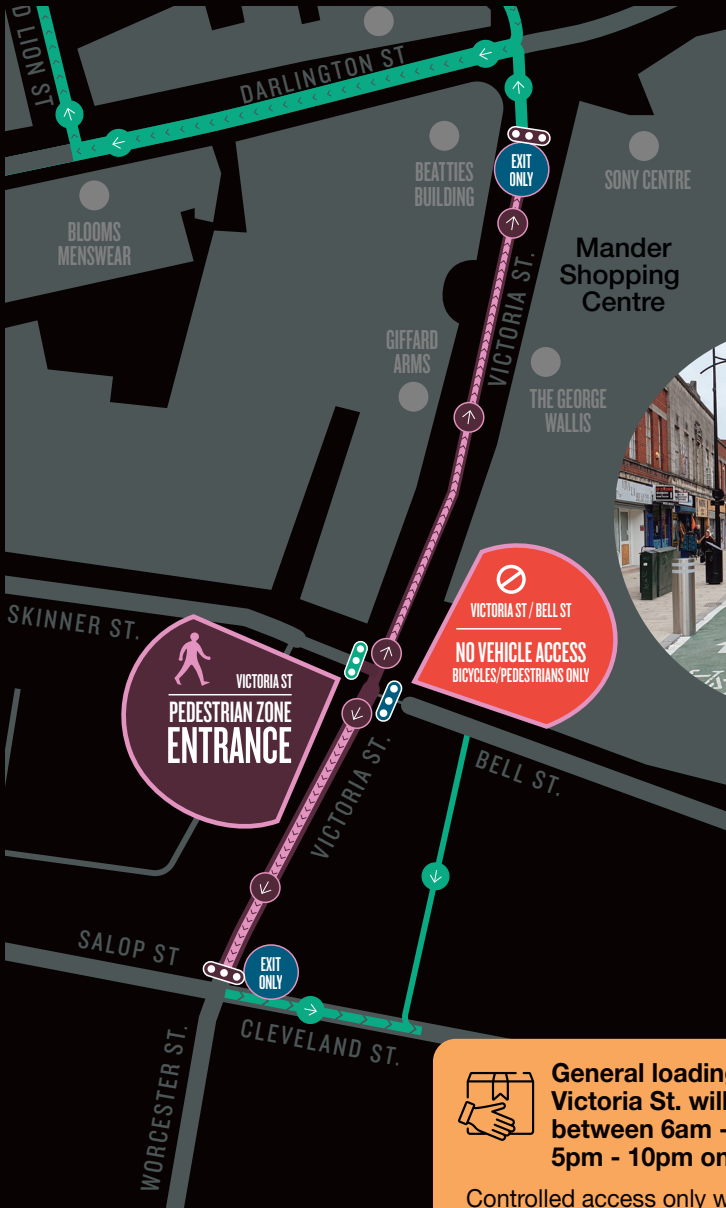 D LION ST
DARLINGTON ST
EXIT
ONLY
BEATTIES
BUILDING
SONY CENTRE
BLOOMS
MENSWEAR
Mander
Shopping
Centre
VICTORIA ST.
GIFFARD
ARMS
THE GEORGE
WALLIS
SKINNER ST.
VICTORIA ST / BELL ST
NO VEHICLE ACCESS
BICYCLES/PEDESTRIANS ONLY
VICTORIA ST
PEDESTRIAN ZONE
ENTRANCE
VICTORIA ST.
BELL ST.
SALOP ST
EXIT
ONLY
CLEVELAND ST.
WORCESTER ST.
General loading
Victoria St. will
between 6am -
5pm - 10pm on
Controlled access only w